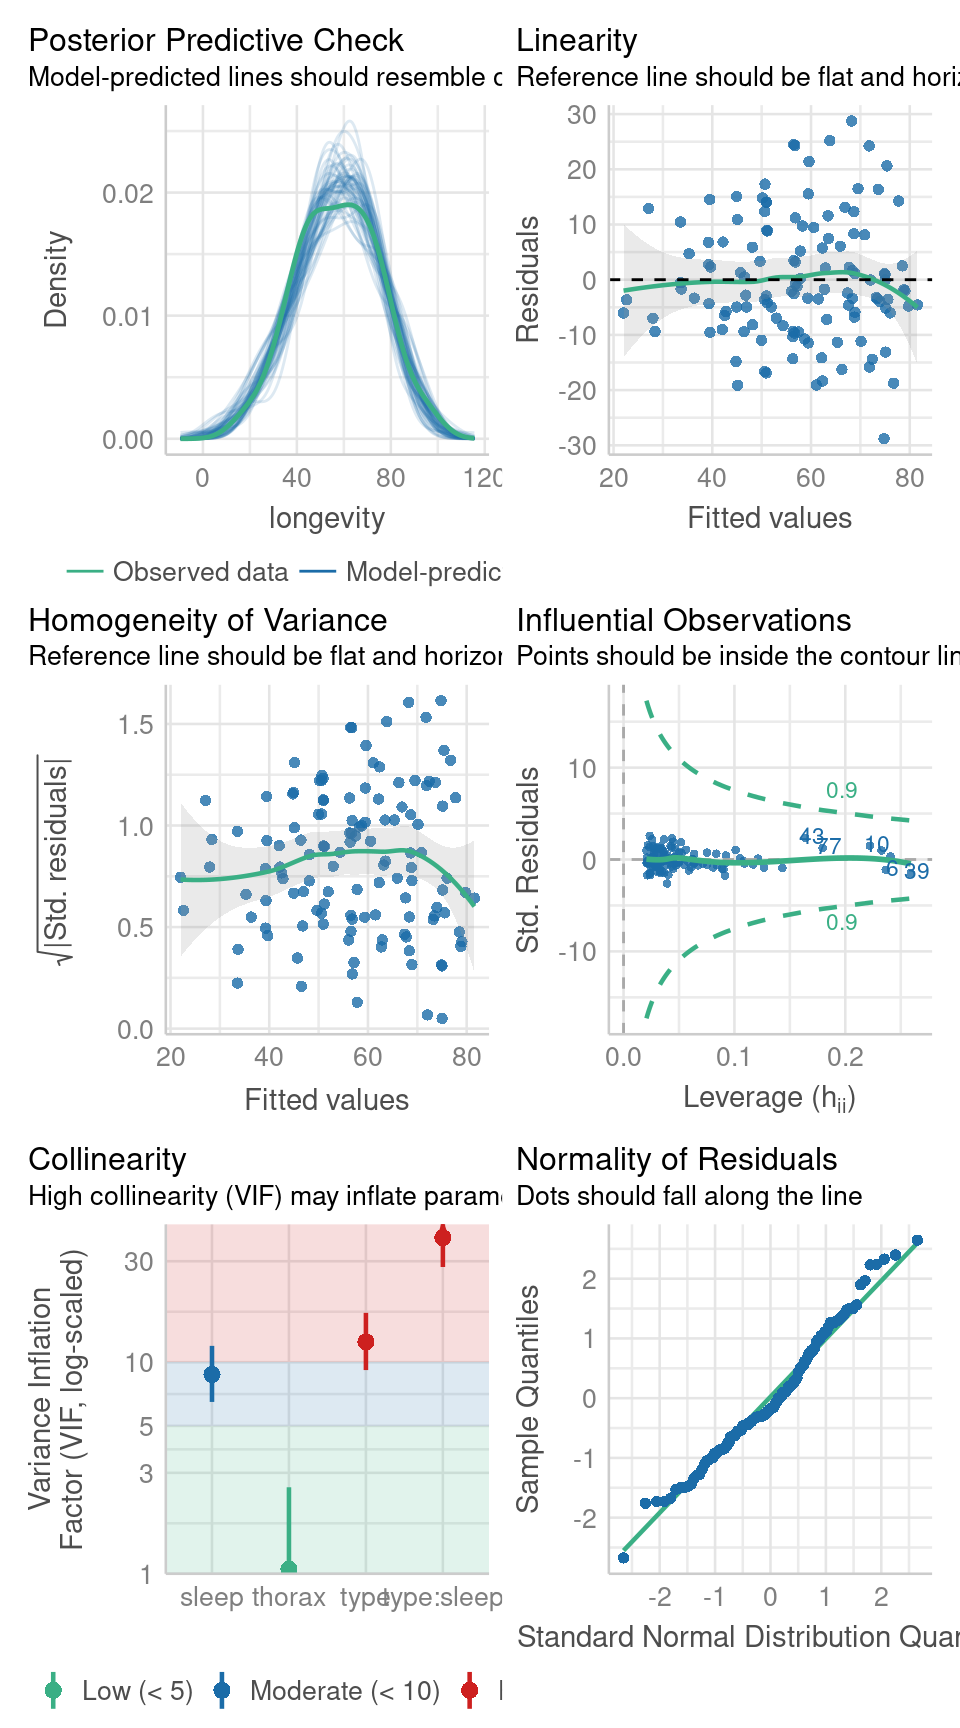 Posterior Predictive Check
Model-predicted lines should resemble
Density
0.02
0.01
0.00
0 40 80 120
longevity
Observed data Model-predic
Linearity
Reference line should be flat and horiz
Residuals
30
20
10
0
-10
-20
-30
20 40 60 80
Fitted values
Homogeneity of Variance
Reference line should be flat and horizon
√|Std. residuals|
1.5
1.0
0.5
0.0
20 40 60 80
Fitted values
Influential Observations
Points should be inside the contour lin
Std. Residuals
10
0
-10
0.9
43 77 10
6 39
0.9
0.0 0.1 0.2
Leverage (hii)
Collinearity
High collinearity (VIF) may inflate parame
Variance Inflation
Factor (VIF, log-scaled)
30
10
5
3
1
sleep thorax type type:sleep
Low (< 5) Moderate (< 10)
Normality of Residuals
Dots should fall along the line
Sample Quantiles
2
1
0
-1
-2
-2 -1 0 1 2
Standard Normal Distribution Quan